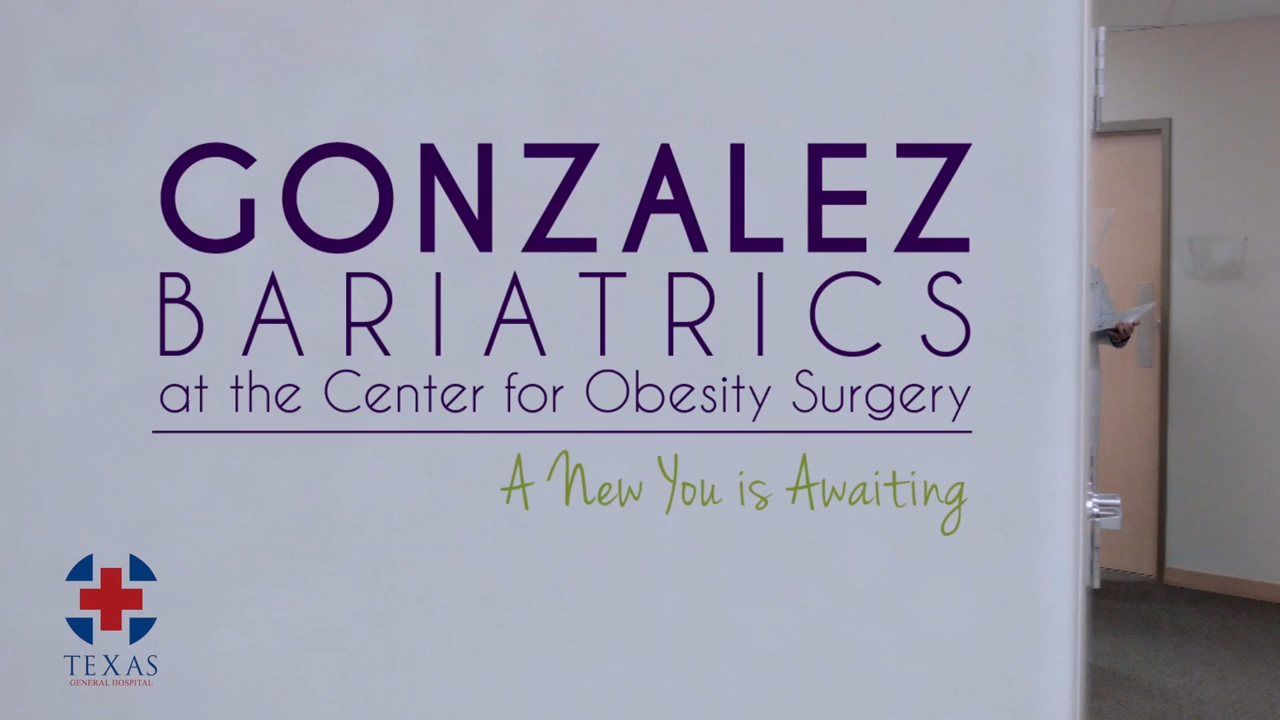 GONZALEZ
BARIATRICS
at the Center for Obesity Surgery
A New You is Awaiting
TEXAS
GENERAL HOSPITAL